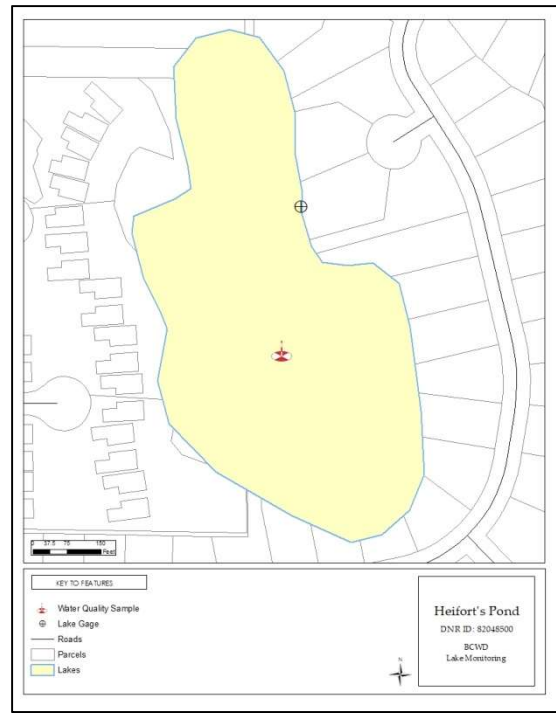 0 37.5 75 150
Feet
KEY TO FEATURES
Water Quality Sample
Lake Gage
Roads
Parcels
Lakes
N
Heifort's Pond
DNR ID: 82048500
BCWD
Lake Monitoring